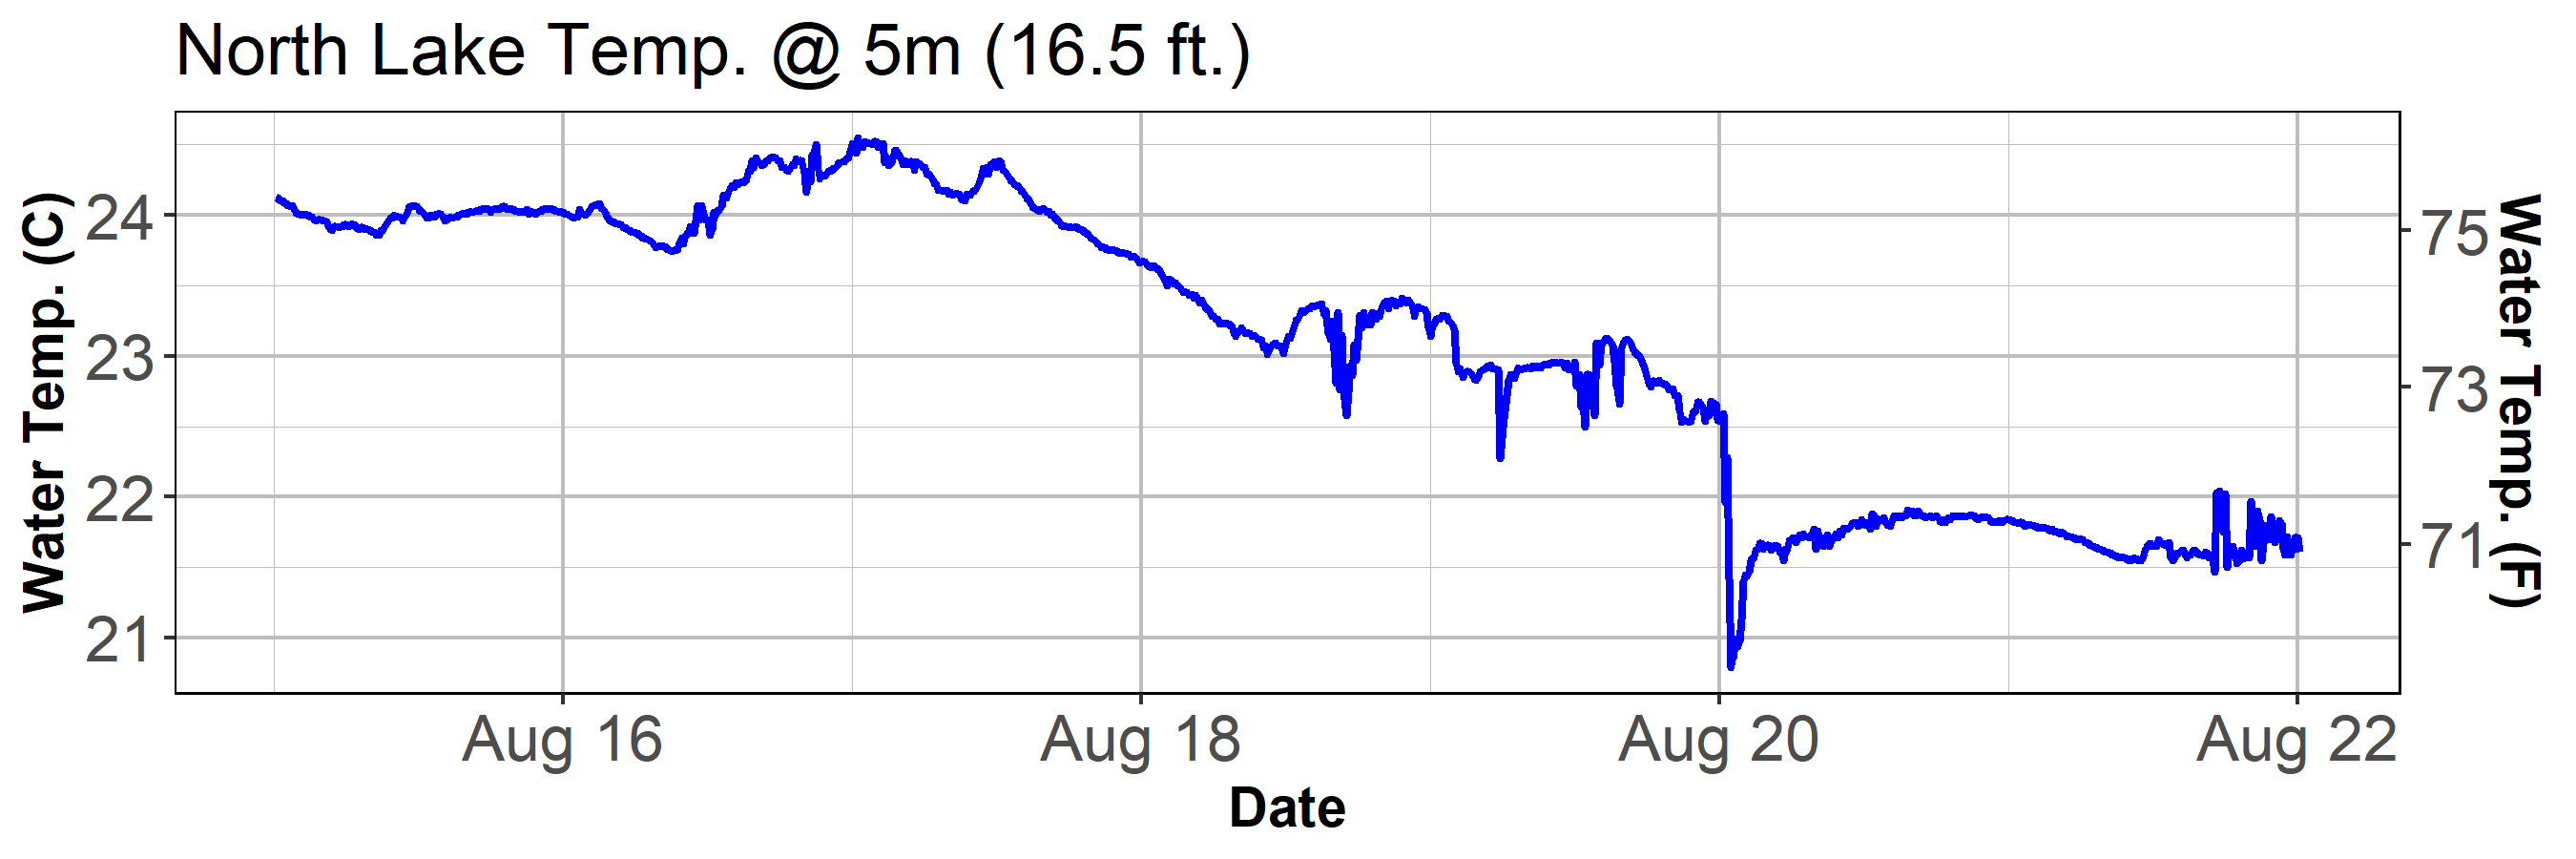 North Lake Temp. @ 5m (16.5 ft.)
Water Temp. (C)
24
23
22
21
75
73
71
Water Temp. (F)
Aug 16
Aug 18
Aug 20
Aug 22
Date